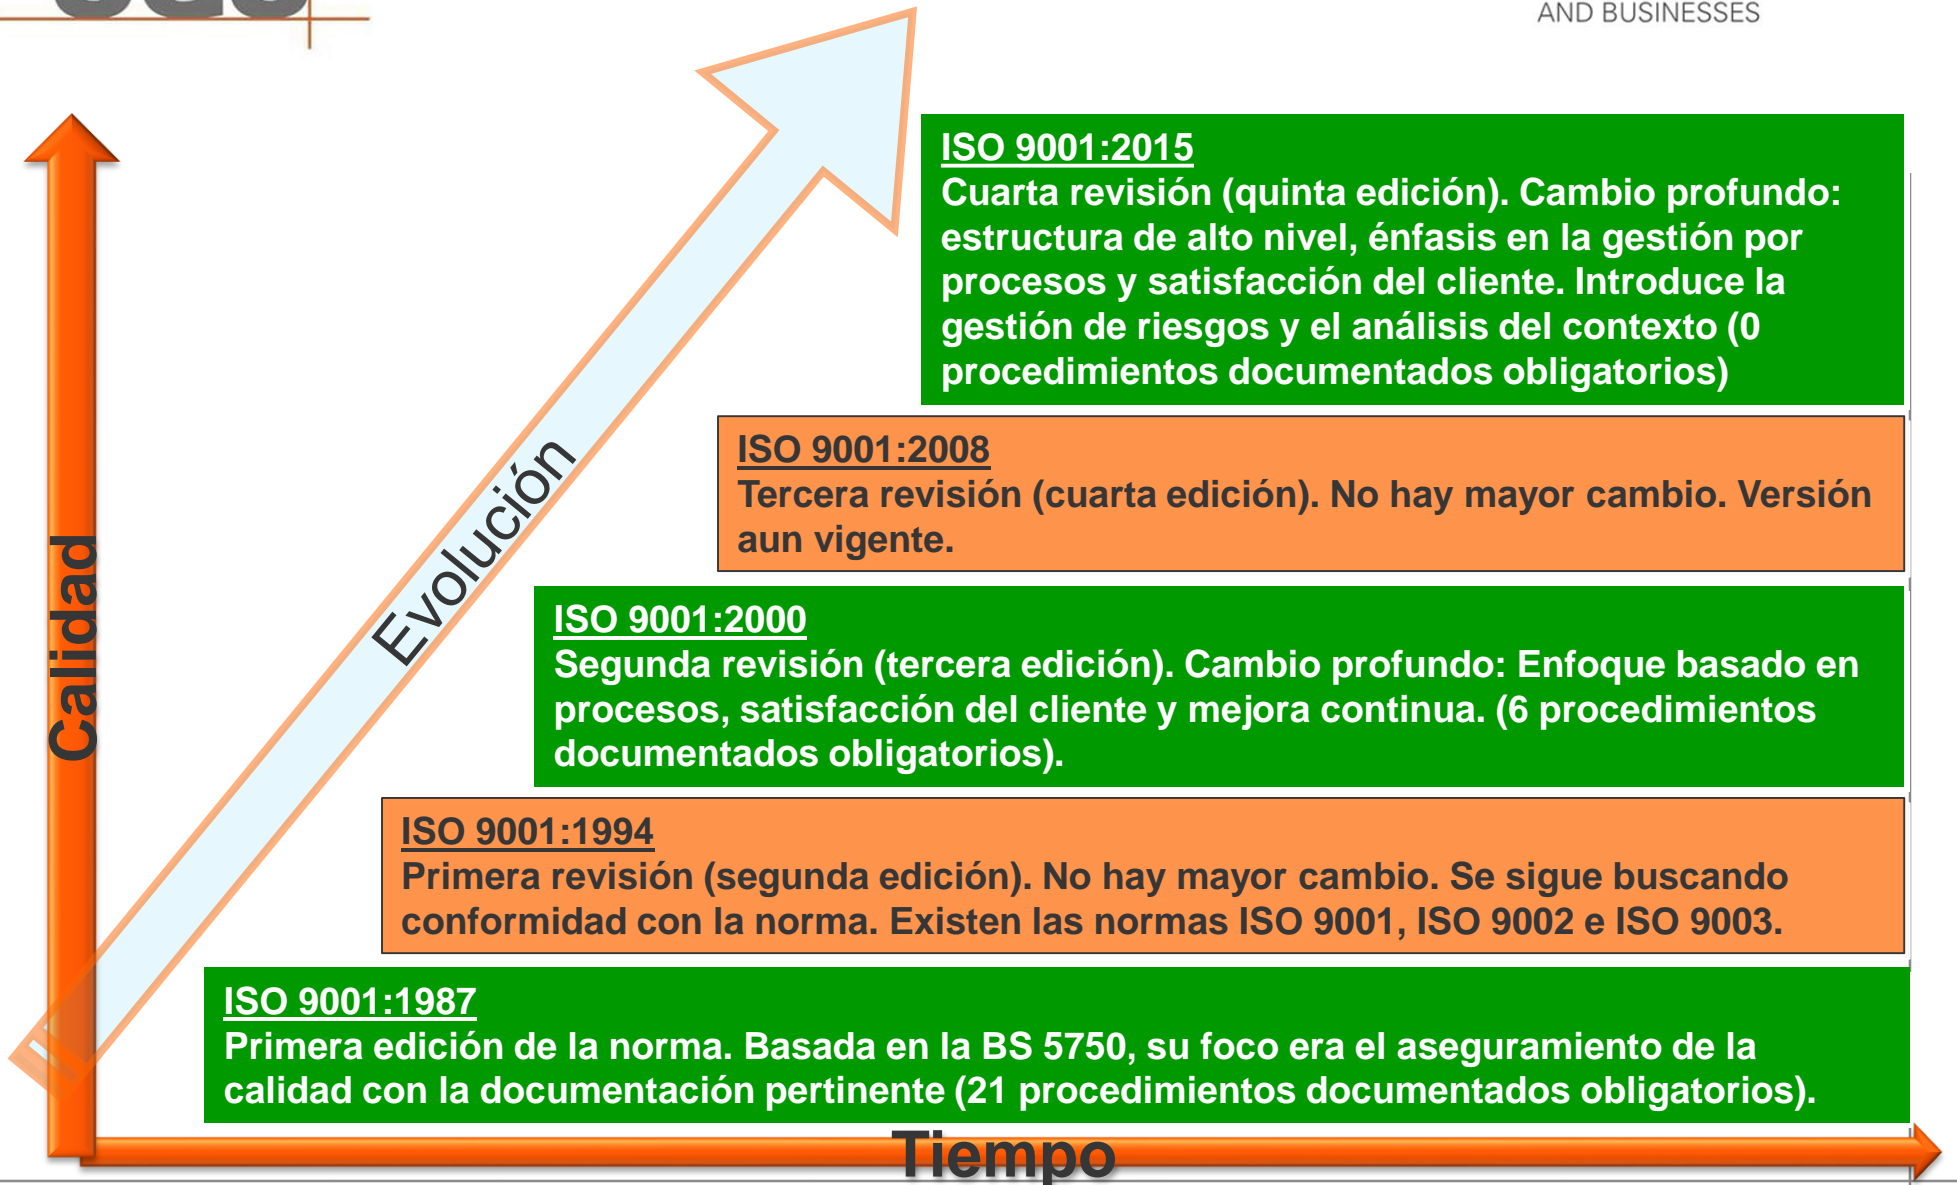 AND BUSINESSES
ISO 9001:2015
Cuarta revisión (quinta edición). Cambio profundo:
estructura de alto nivel, énfasis en la gestión por
procesos y satisfacción del cliente. Introduce la
gestión de riesgos y el análisis del contexto (0
procedimientos documentados obligatorios)
ISO 9001:2008
Tercera revisión (cuarta edición). No hay mayor cambio. Versión
aun vigente.
Evolución
Calidad
ISO 9001:2000
Segunda revisión (tercera edición). Cambio profundo: Enfoque basado en
procesos, satisfacción del cliente y mejora continua. (6 procedimientos
documentados obligatorios).
ISO 9001:1994
Primera revisión (segunda edición). No hay mayor cambio. Se sigue buscando
conformidad con la norma. Existen las normas ISO 9001, ISO 9002 e ISO 9003.
ISO 9001:1987
Primera edición de la norma. Basada en la BS 5750, su foco era el aseguramiento de la
calidad con la documentación pertinente (21 procedimientos documentados obligatorios).
Tiempo